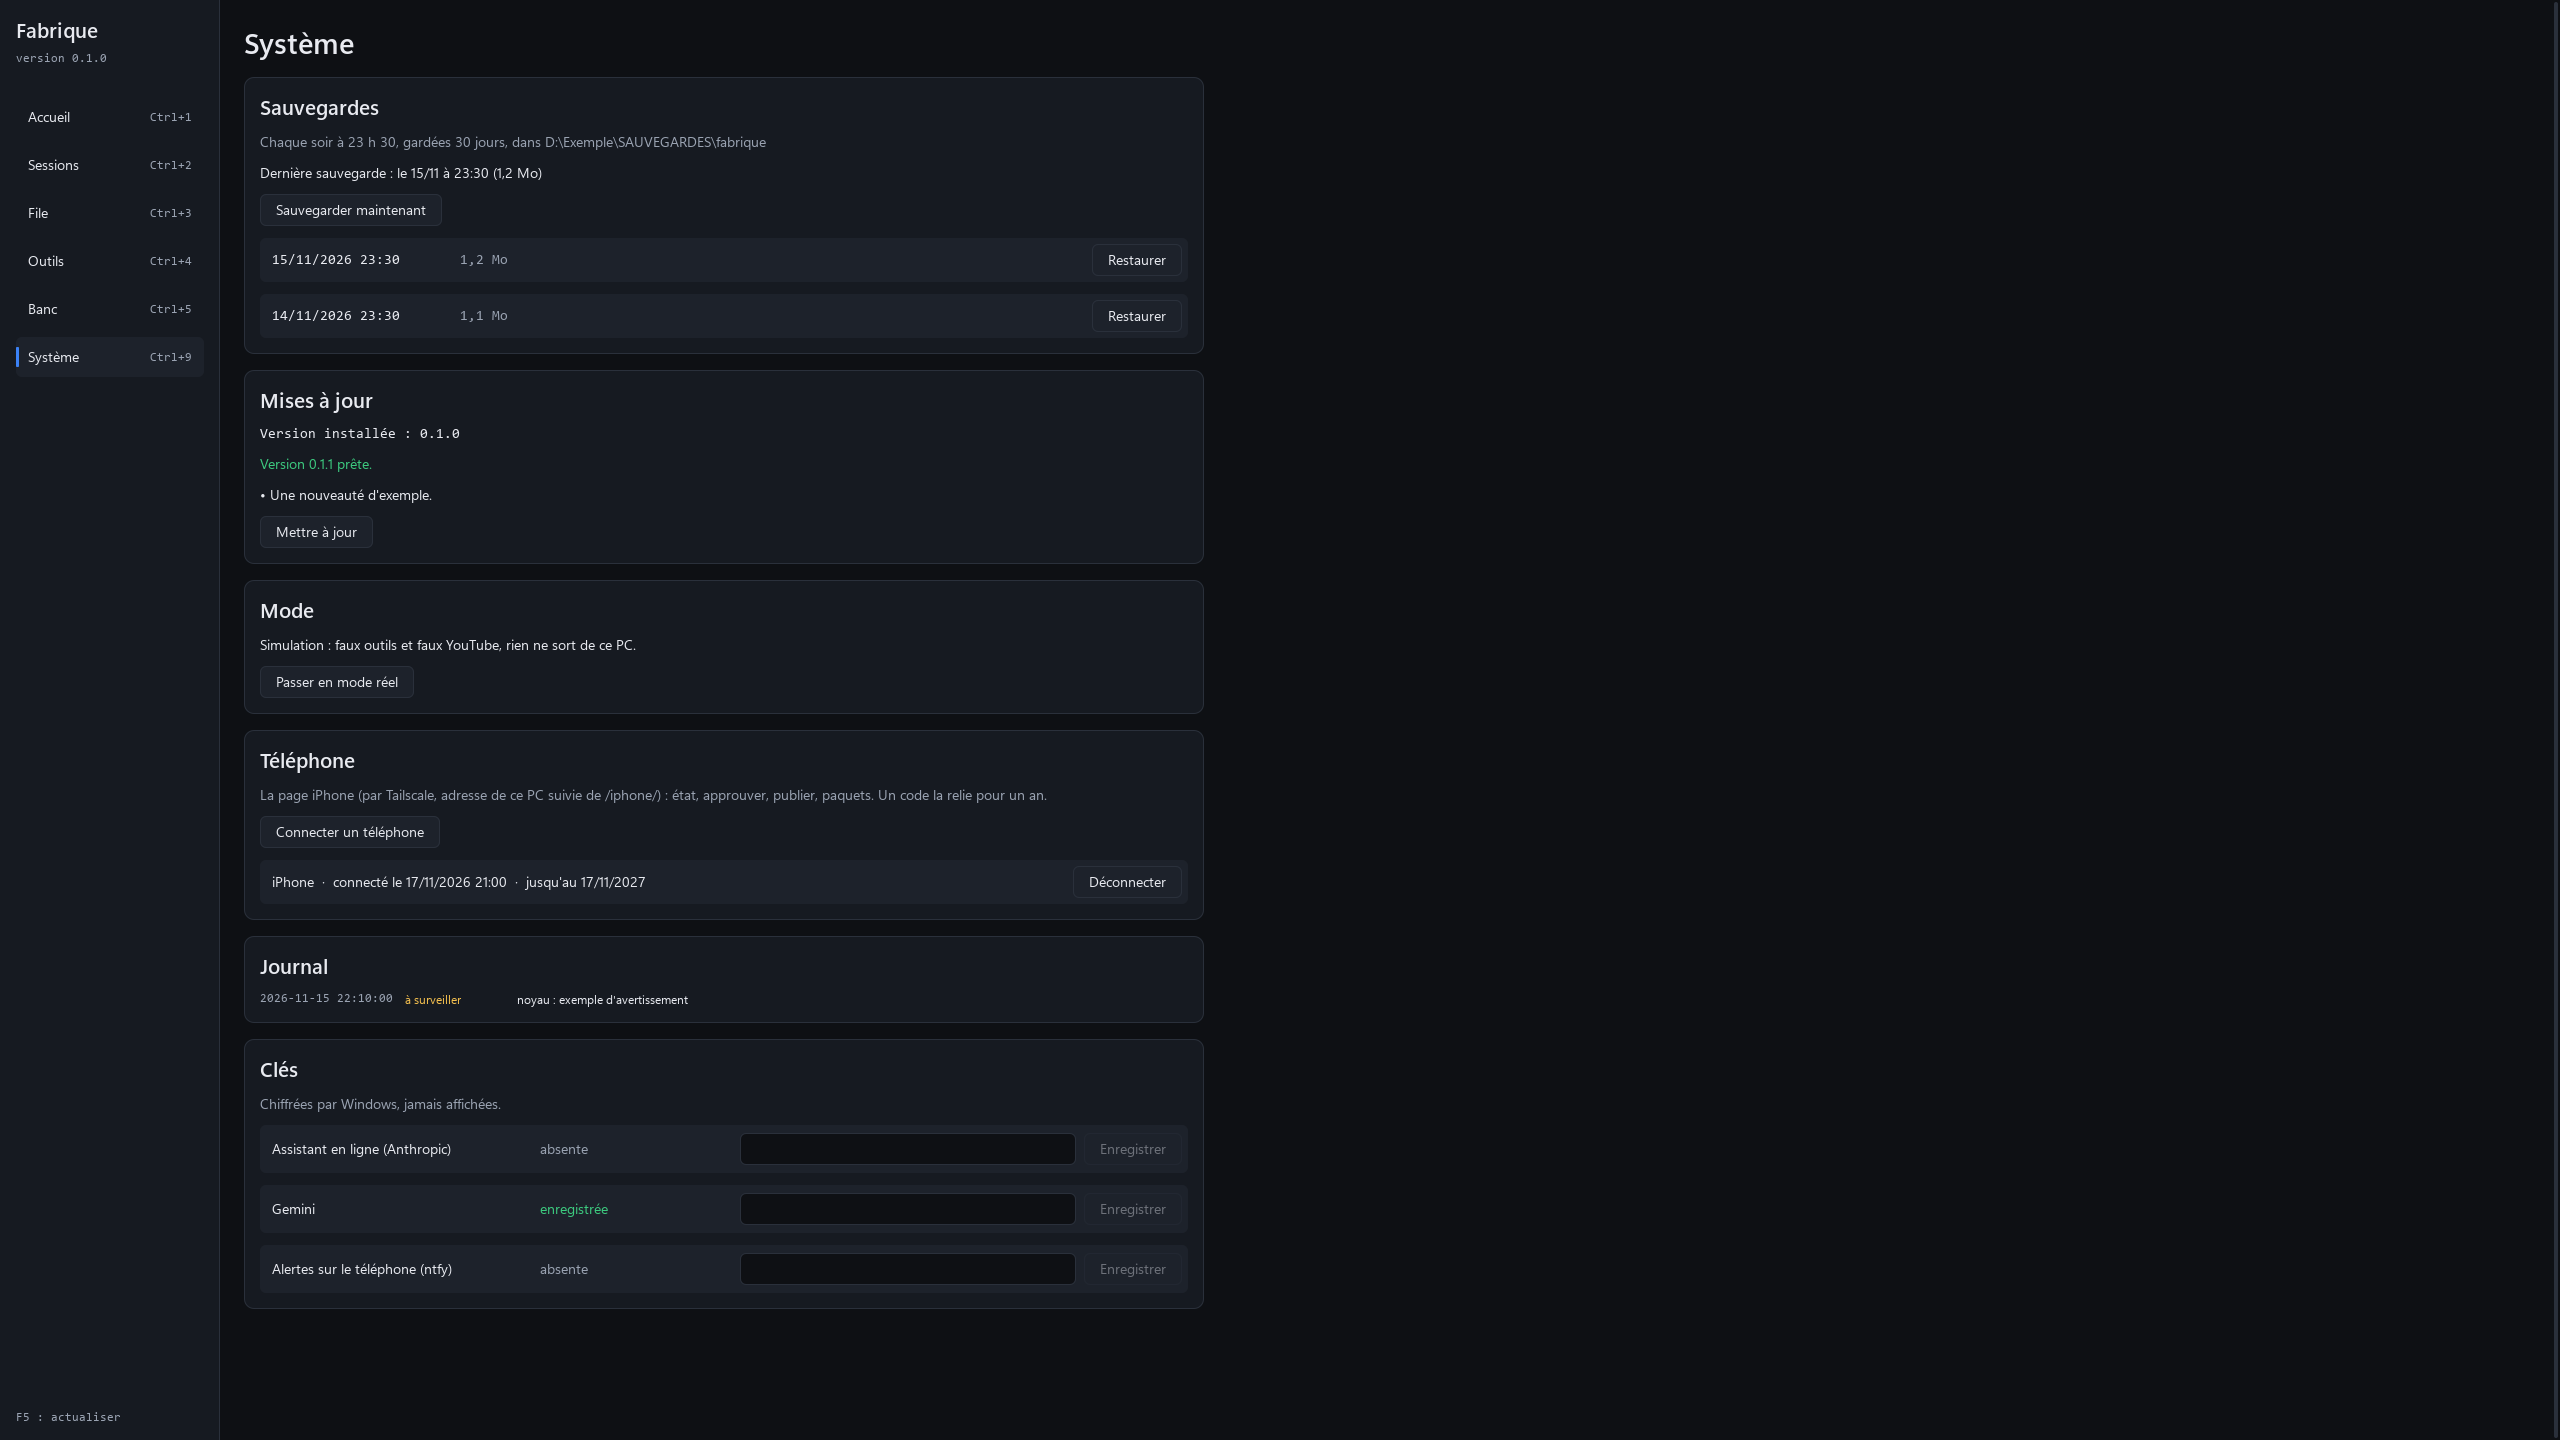 Fabrique
version 0.1.0
Accueil Ctrl+1
Sessions Ctrl+2
File Ctrl+3
Outils Ctrl+4
Banc Ctrl+5
Système Ctrl+9
F5 : actualiser
Système
Sauvegardes
Chaque soir à 23 h 30, gardées 30 jours, dans D:\Exemple\SAUVEGARDES\fabrique
Dernière sauvegarde : le 15/11 à 23:30 (1,2 Mo)
Sauvegarder maintenant
15/11/2026 23:30 1,2 Mo Restaurer
14/11/2026 23:30 1,1 Mo Restaurer
Mises à jour
Version installée : 0.1.0
Version 0.1.1 prête.
• Une nouveauté d'exemple.
Mettre à jour
Mode
Simulation : faux outils et faux YouTube, rien ne sort de ce PC.
Passer en mode réel
Téléphone
La page iPhone (par Tailscale, adresse de ce PC suivie de /iphone/) : état, approuver, publier, paquets. Un code la relie pour un an.
Connecter un téléphone
iPhone · connecté le 17/11/2026 21:00 · jusqu'au 17/11/2027 Déconnecter
Journal
2026-11-15 22:10:00 à surveiller noyau : exemple d'avertissement
Clés
Chiffrées par Windows, jamais affichées.
Assistant en ligne (Anthropic) absente Enregistrer
Gemini enregistrée Enregistrer
Alertes sur le téléphone (ntfy) absente Enregistrer